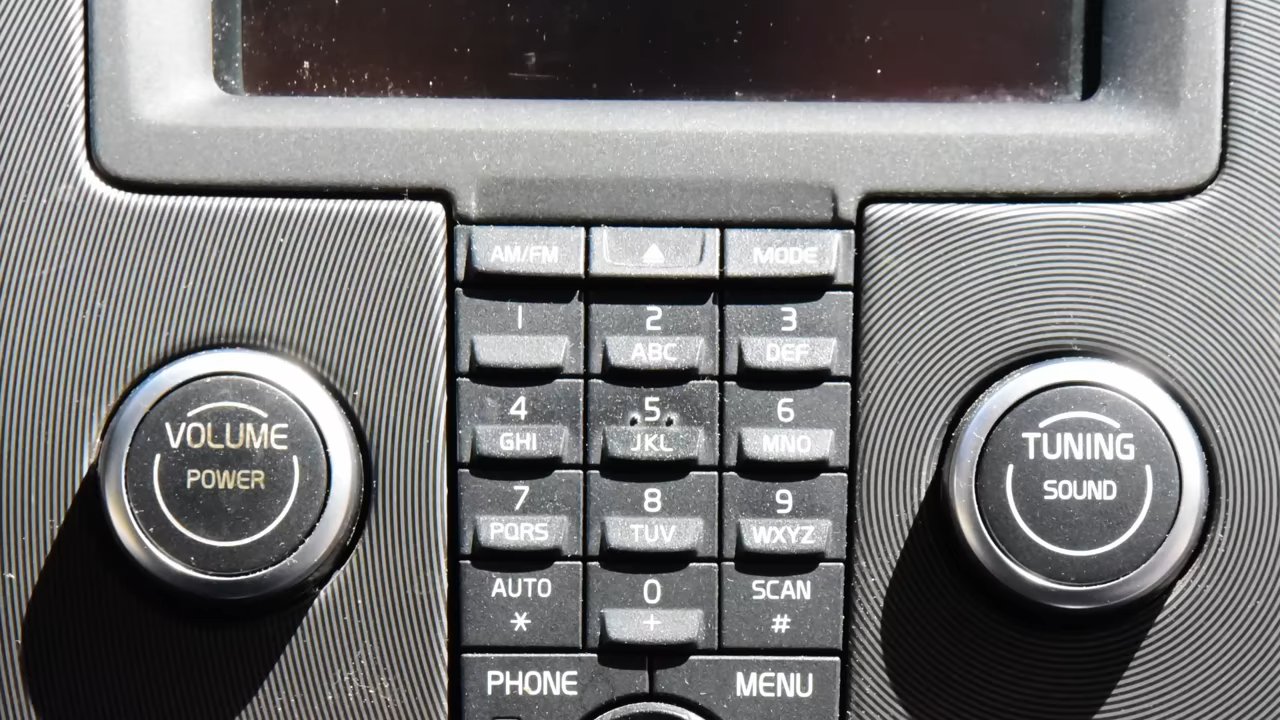 AM/FM ▲ MODE
1 2 3
ABC DEF
4 5 6
GHI JKL MNO
VOLUME
POWER
TUNING
SOUND
7 8 9
PQRS TUV WXYZ
AUTO 0 SCAN
* + #
PHONE MENU